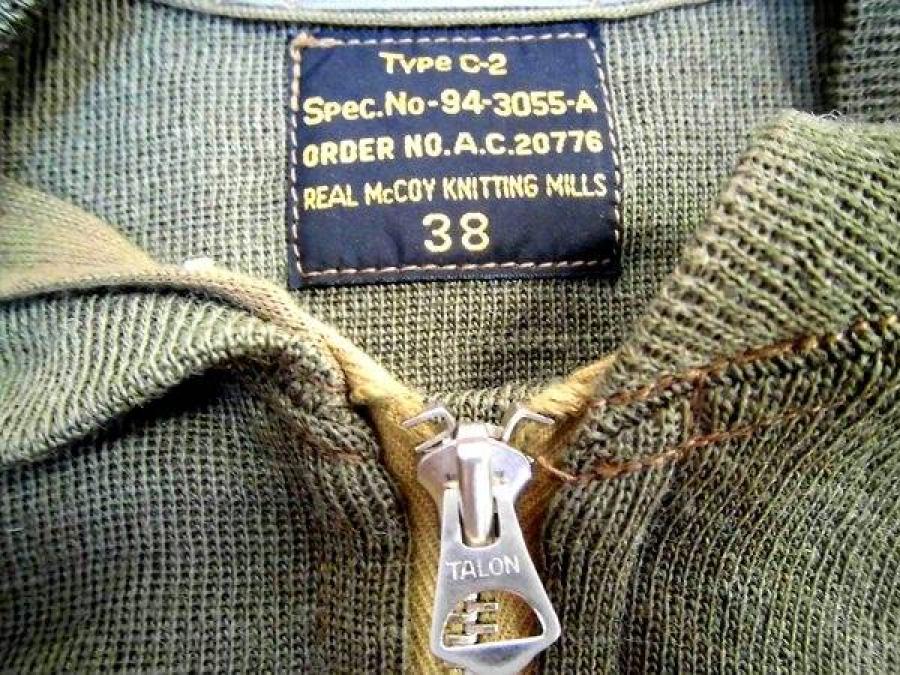 Type C-2
Spec.No-94-3055-A
ORDER NO.A.C.20776
REAL McCOY KNITTING MILLS
38
TALON